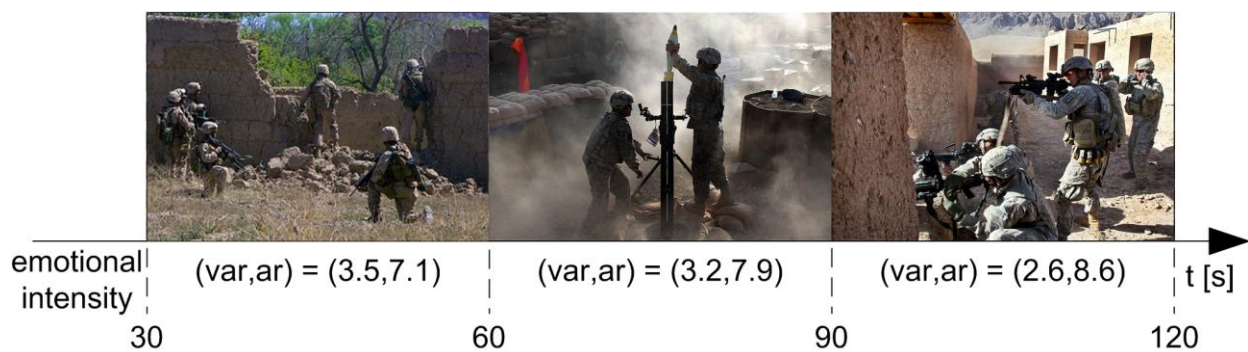 emotional
intensity
(var,ar) = (3.5,7.1)
(var,ar) = (3.2,7.9)
(var,ar) = (2.6,8.6)
t [s]
30
60
90
120